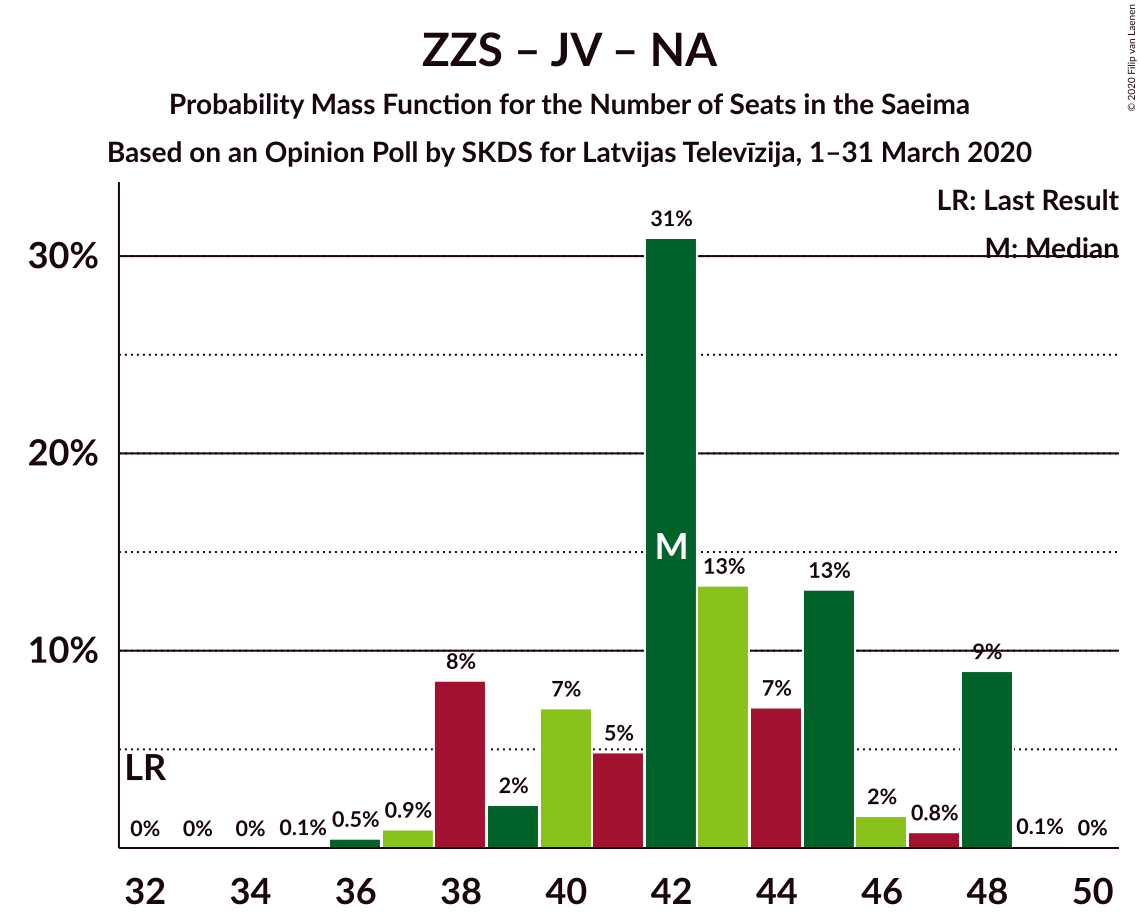 ZZS – JV – NA
Probability Mass Function for the Number of Seats in the Saeima
Based on an Opinion Poll by SKDS for Latvijas Televīzija, 1–31 March 2020
© 2020 Filip van Laenen
LR: Last Result
M: Median
30%
20%
10%
LR
M
0%
0%
0%
0.1%
0.5%
0.9%
8%
2%
7%
5%
31%
13%
7%
13%
2%
0.8%
9%
0.1%
0%
32 34 36 38 40 42 44 46 48 50